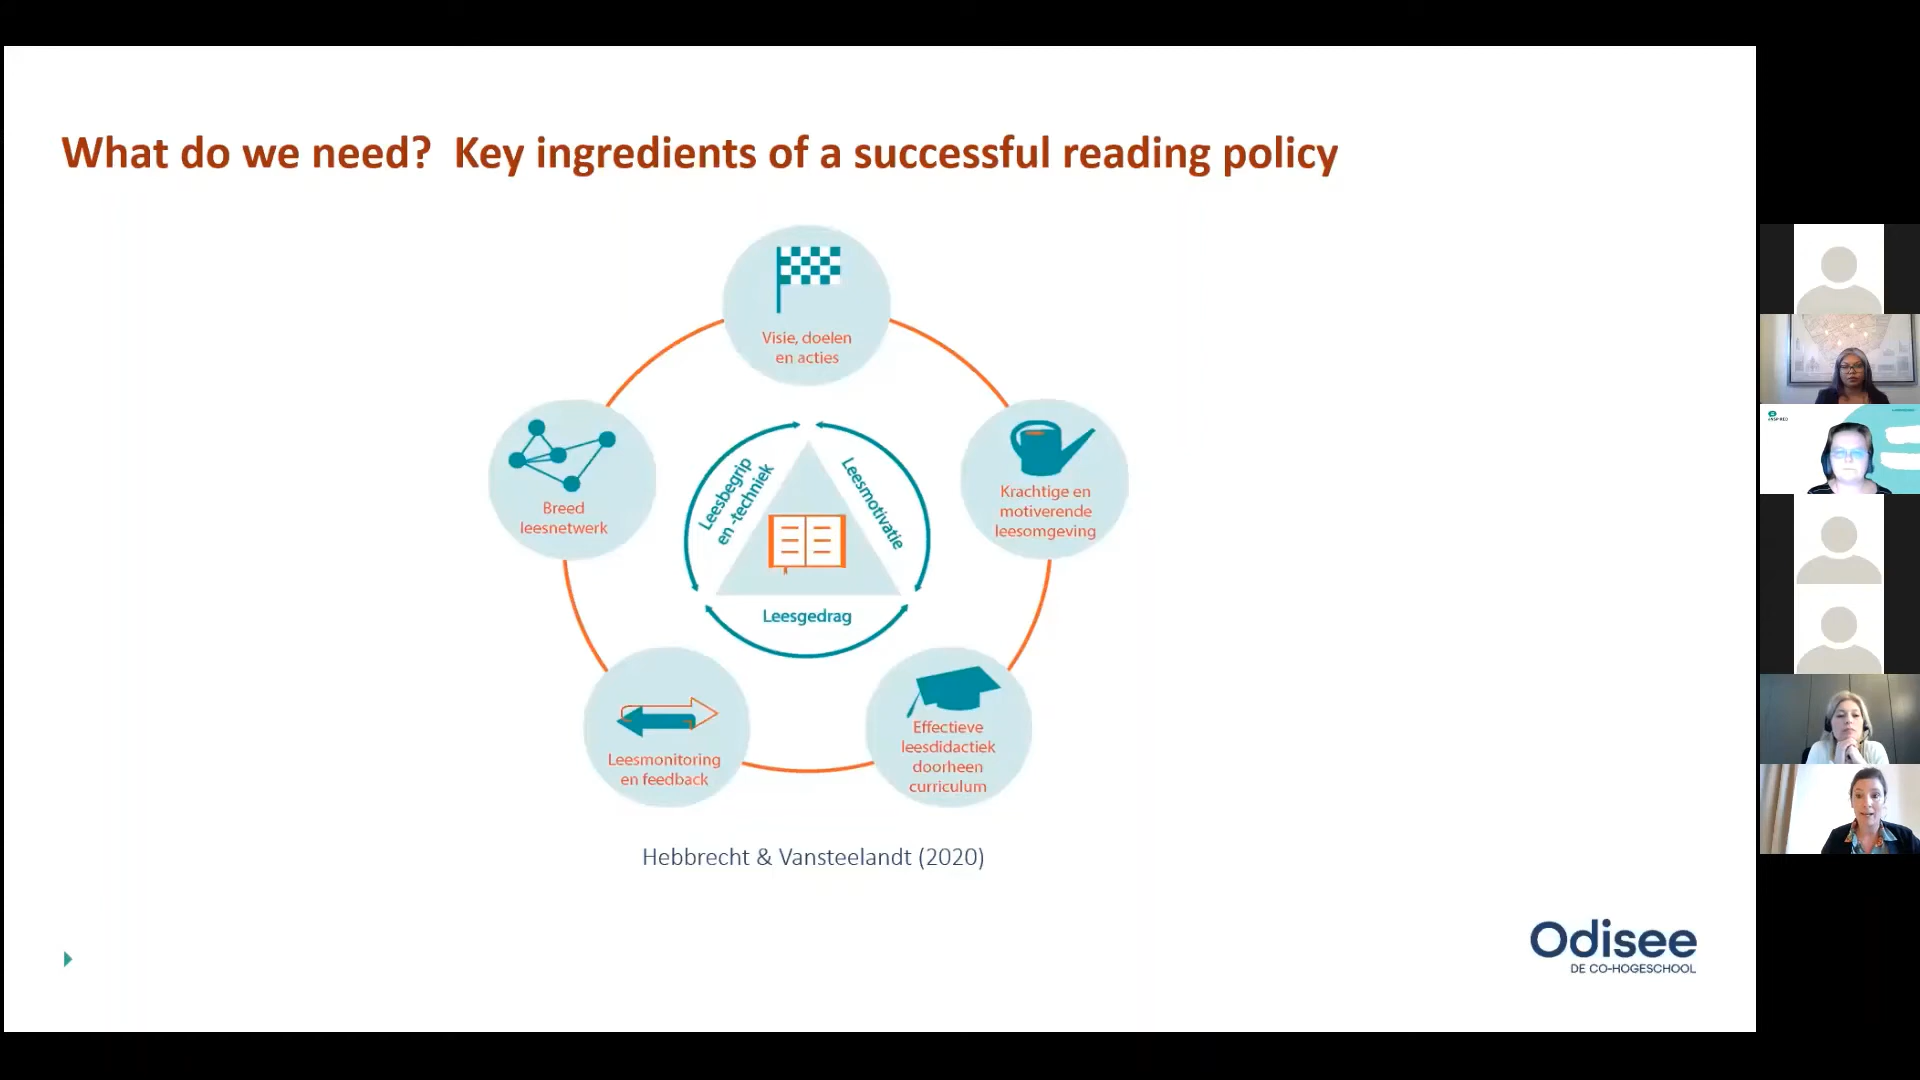 What do we need?  Key ingredients of a successful reading policy
Visie, doelen
en acties
Breed
leesnetwerk
Krachtige en
motiverende
leesomgeving
Leesbegrip
en -techniek
Leesmotivatie
Leesgedrag
Leesmonitoring
en feedback
Effectieve
leesdidactiek
doorheen
curriculum
Hebbrecht & Vansteelandt (2020)
Odisee
DE CO-HOGESCHOOL